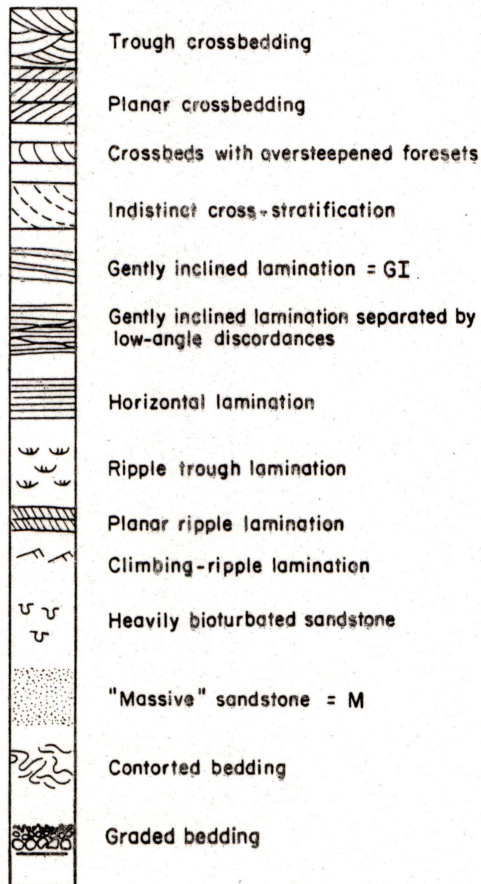 Trough crossbedding
Planar crossbedding
Crossbeds with oversteepened foresets
Indistinct cross-stratification
Gently inclined lamination = GI
Gently inclined lamination separated by
low-angle discordances
Horizontal lamination
Ripple trough lamination
Planar ripple lamination
Climbing-ripple lamination
Heavily bioturbated sandstone
"Massive" sandstone = M
Contorted bedding
Graded bedding